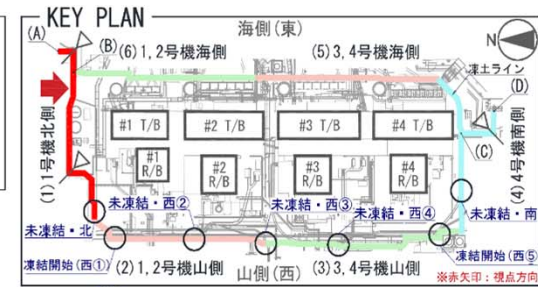 KEY PLAN
海側(東)
(A)
(B)
(6)1,2号機海側
(5)3,4号機海側
N
凍土ライン
(D)
(1)1号機北側
#1 T/B
#2 T/B
#3 T/B
#4 T/B
(C)
(4)4号機南側
#1
R/B
#2
R/B
#3
R/B
#4
R/B
未凍結・西②
未凍結・西③
未凍結・西④
未凍結・南
未凍結・北
凍結開始(西①)
(2)1,2号機山側
山側(西)
(3)3,4号機山側
凍結開始(西⑤)
※赤矢印:視点方向